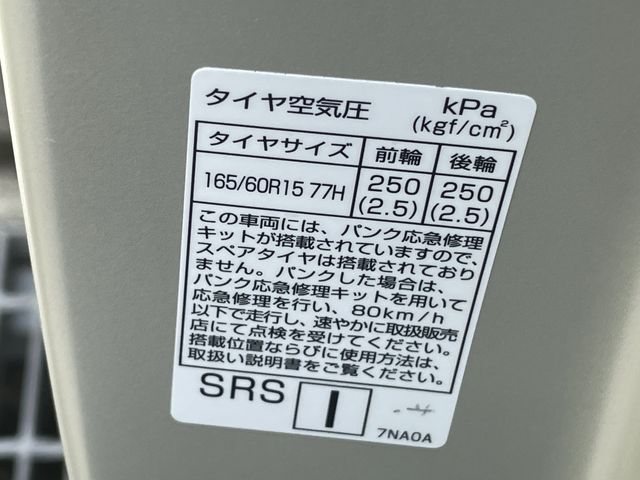 タイヤ空気圧 kPa
(kgf/cm²)
タイヤサイズ 前輪 後輪
165/60R15 77H 250 250
(2.5) (2.5)
この車両には、パンク応急修理
キットが搭載されていますので、
スペアタイヤは搭載されており
ません。パンクした場合は、
パンク応急修理キットを用いて
応急修理を行い、80km/h
以下で走行し、速やかに取扱販売
店にて点検を受けてください。
搭載位置ならびに使用方法は、
取扱い説明書をご覧ください。
SRS I
7NA0A